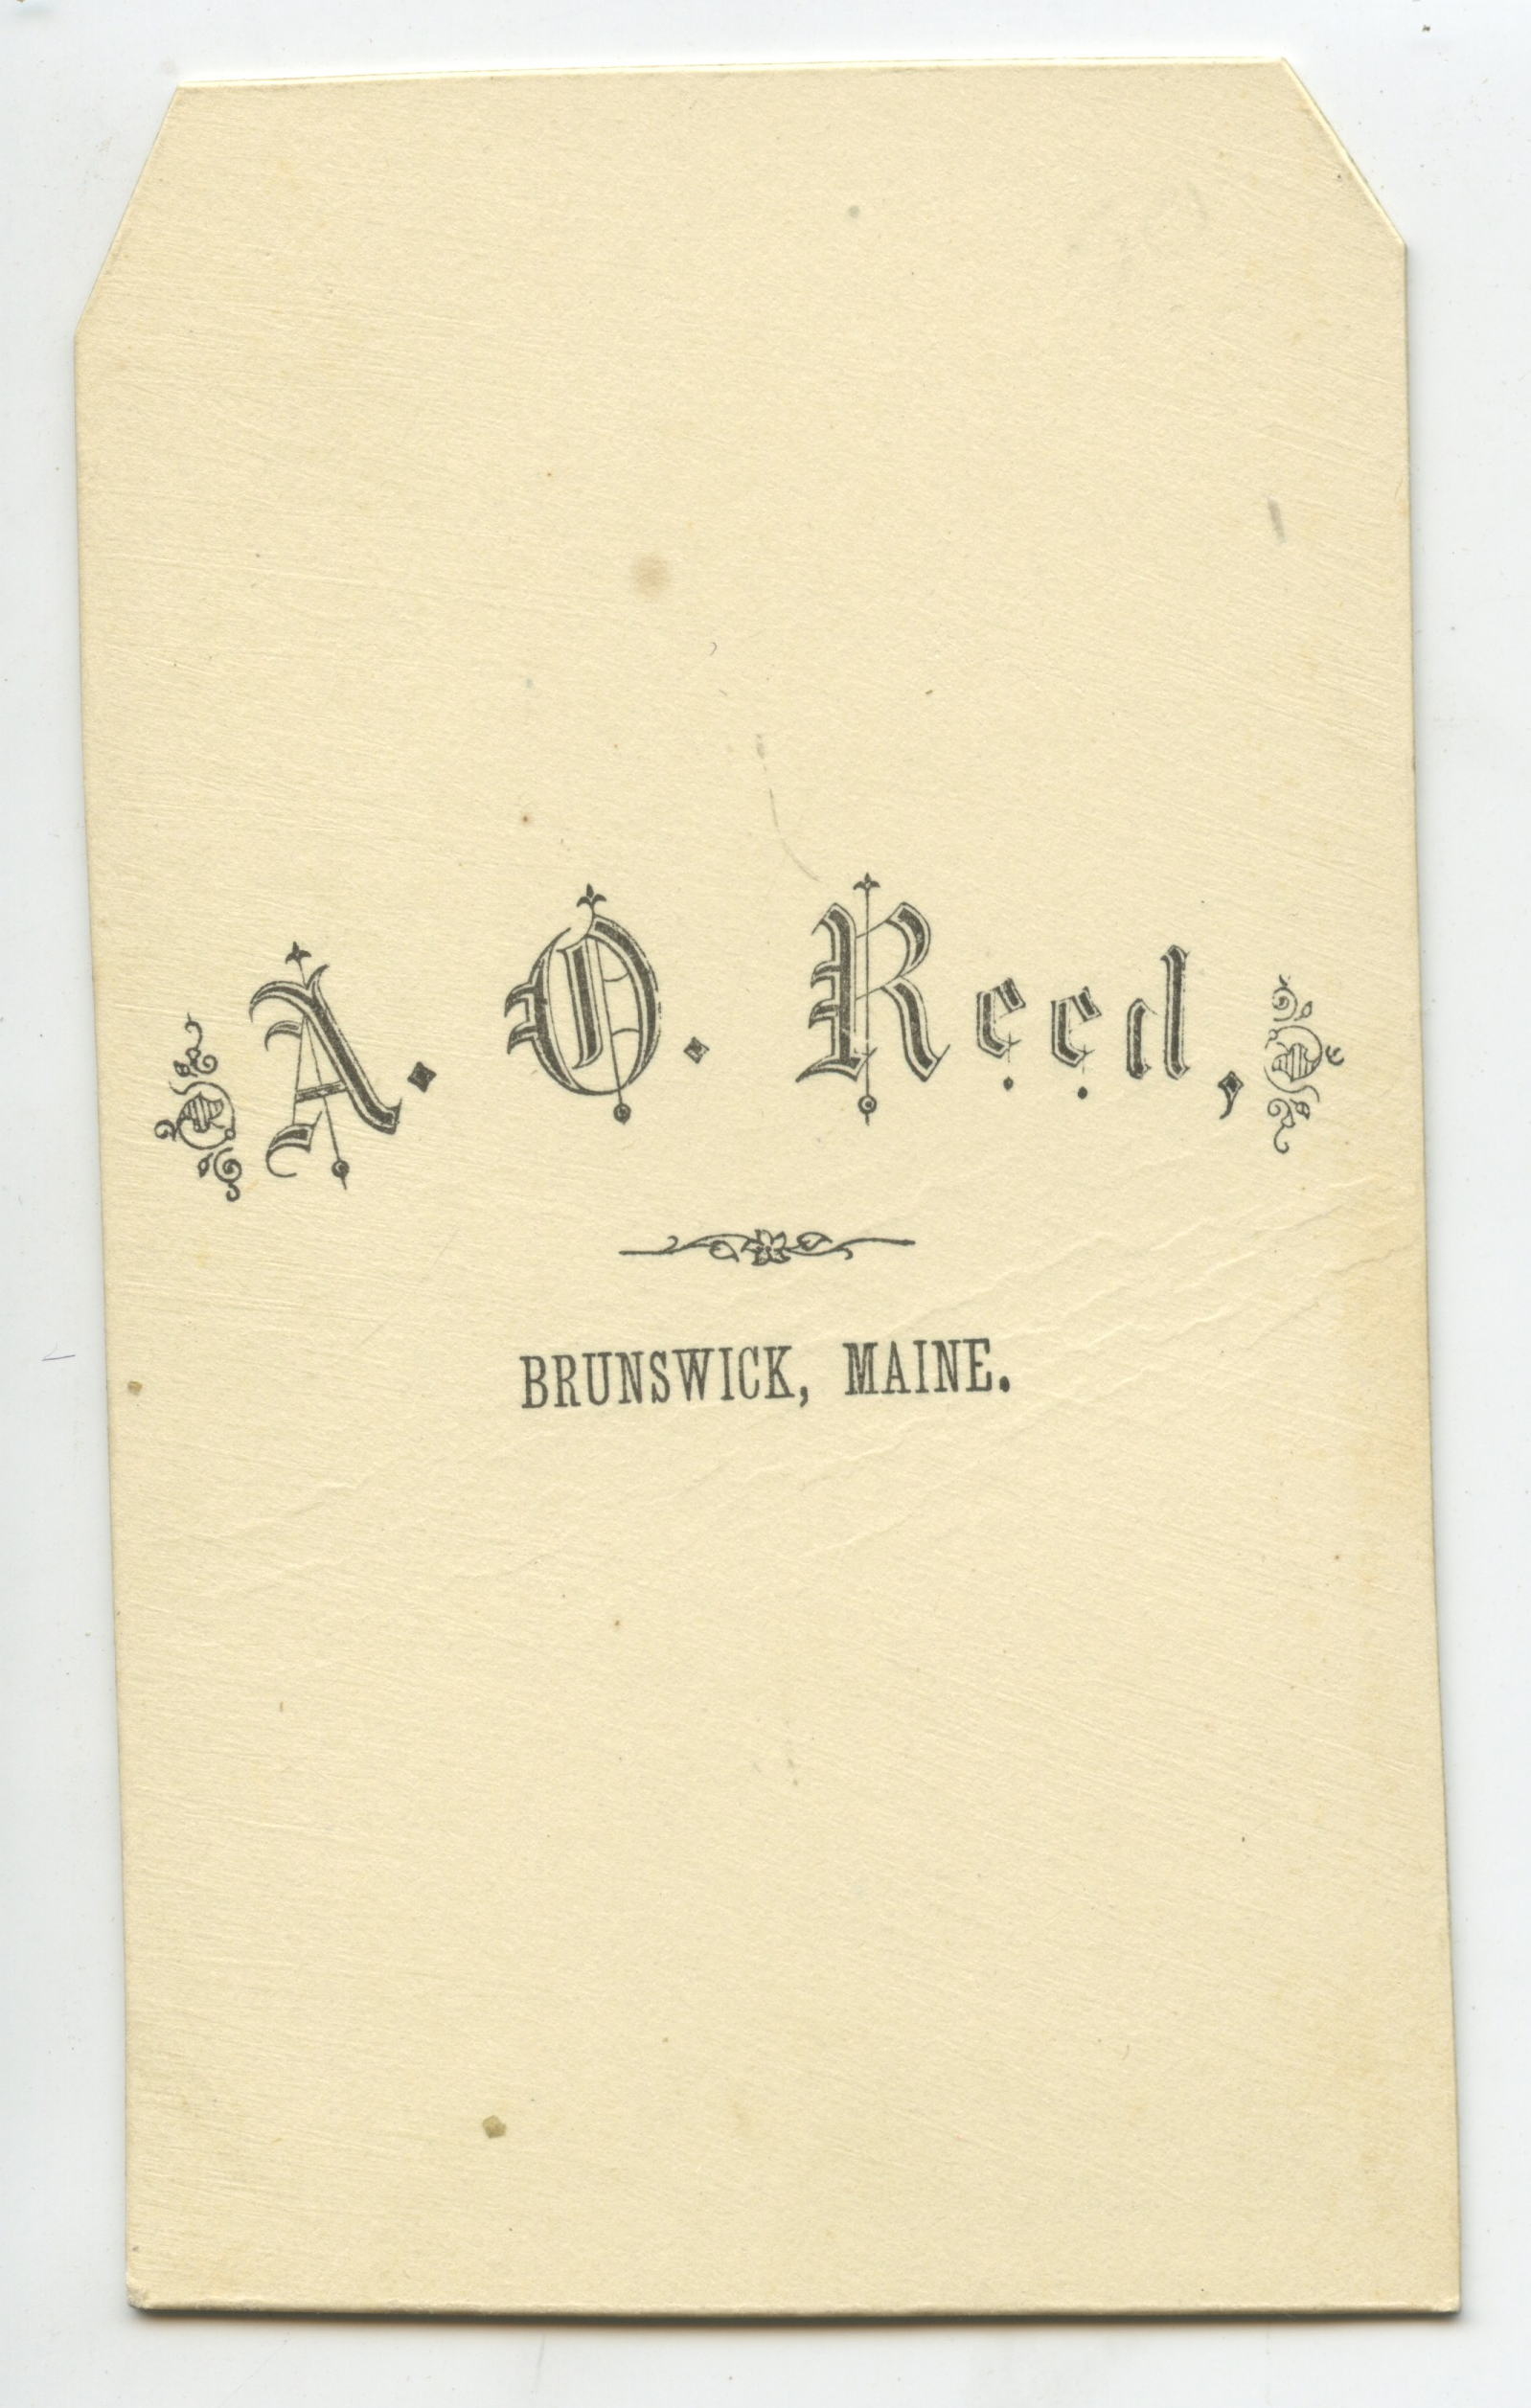 A. O. Reed,
BRUNSWICK, MAINE.